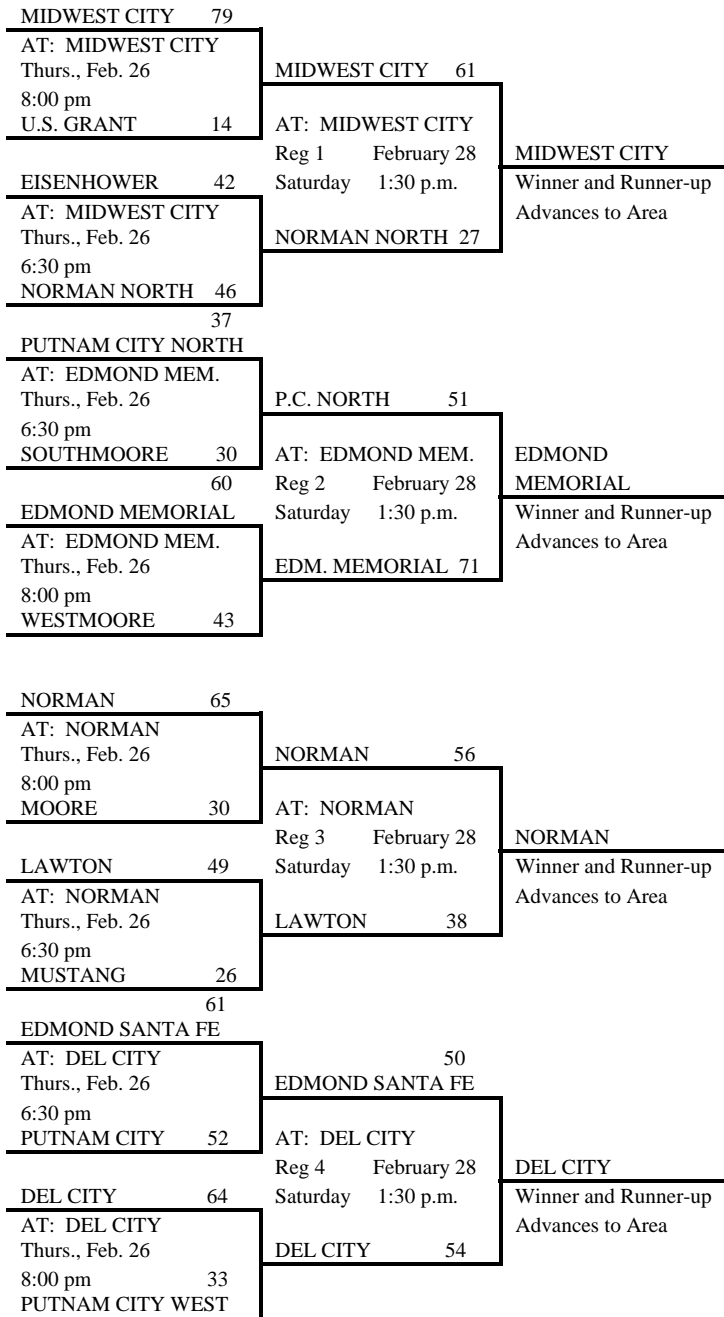 MIDWEST CITY 79
AT: MIDWEST CITY
Thurs., Feb. 26
8:00 pm
U.S. GRANT 14
EISENHOWER 42
AT: MIDWEST CITY
Thurs., Feb. 26
6:30 pm
NORMAN NORTH 46
MIDWEST CITY 61
AT: MIDWEST CITY
Reg 1 February 28
Saturday 1:30 p.m.
NORMAN NORTH 27
MIDWEST CITY
Winner and Runner-up
Advances to Area
37
PUTNAM CITY NORTH
AT: EDMOND MEM.
Thurs., Feb. 26
6:30 pm
SOUTHMOORE 30
60
EDMOND MEMORIAL
AT: EDMOND MEM.
Thurs., Feb. 26
8:00 pm
WESTMOORE 43
P.C. NORTH 51
AT: EDMOND MEM.
Reg 2 February 28
Saturday 1:30 p.m.
EDM. MEMORIAL 71
EDMOND
MEMORIAL
Winner and Runner-up
Advances to Area
NORMAN 65
AT: NORMAN
Thurs., Feb. 26
8:00 pm
MOORE 30
LAWTON 49
AT: NORMAN
Thurs., Feb. 26
6:30 pm
MUSTANG 26
NORMAN 56
AT: NORMAN
Reg 3 February 28
Saturday 1:30 p.m.
LAWTON 38
NORMAN
Winner and Runner-up
Advances to Area
61
EDMOND SANTA FE
AT: DEL CITY
Thurs., Feb. 26
6:30 pm
PUTNAM CITY 52
DEL CITY 64
AT: DEL CITY
Thurs., Feb. 26
8:00 pm 33
PUTNAM CITY WEST
50
EDMOND SANTA FE
AT: DEL CITY
Reg 4 February 28
Saturday 1:30 p.m.
DEL CITY 54
DEL CITY
Winner and Runner-up
Advances to Area